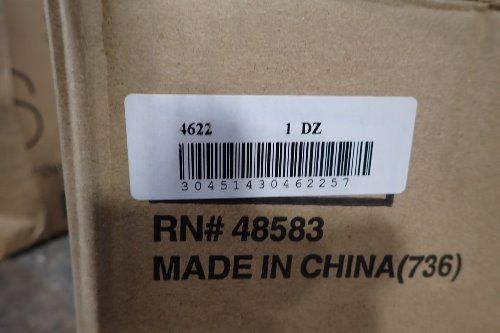 4622 1 DZ
30451430462257
RN# 48583
MADE IN CHINA(736)